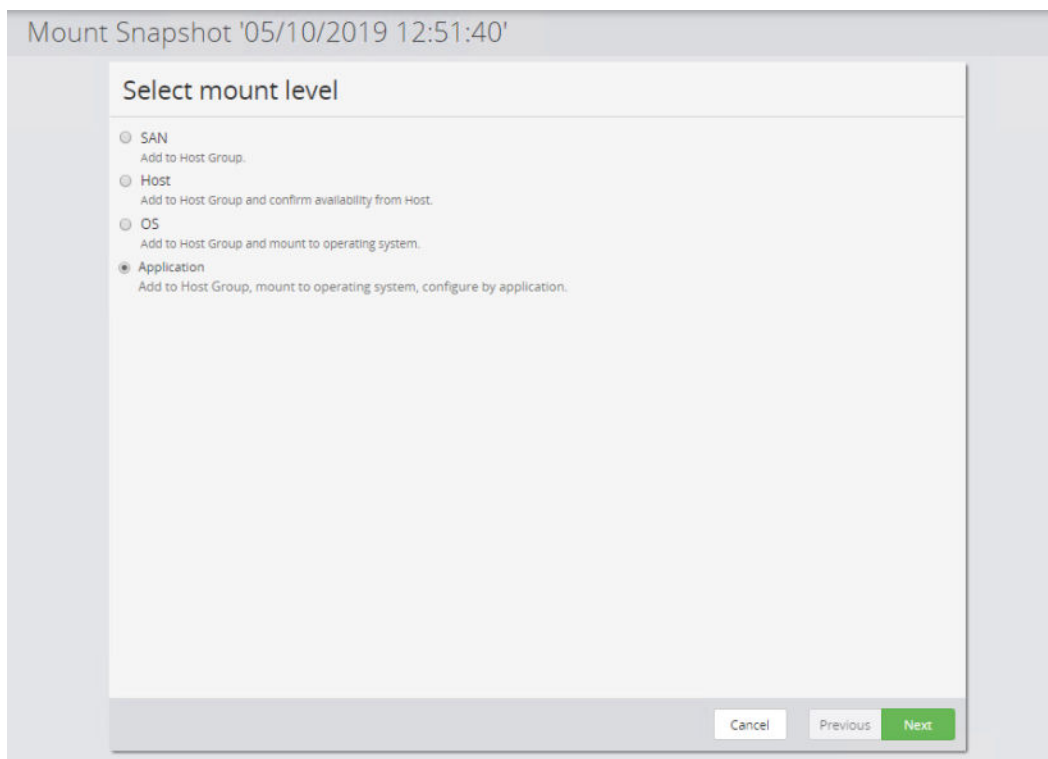 Mount Snapshot '05/10/2019 12:51:40'
Select mount level
SAN
Add to Host Group.
Host
Add to Host Group and confirm availability from Host.
OS
Add to Host Group and mount to operating system.
Application
Add to Host Group, mount to operating system, configure by application.
Cancel Previous Next